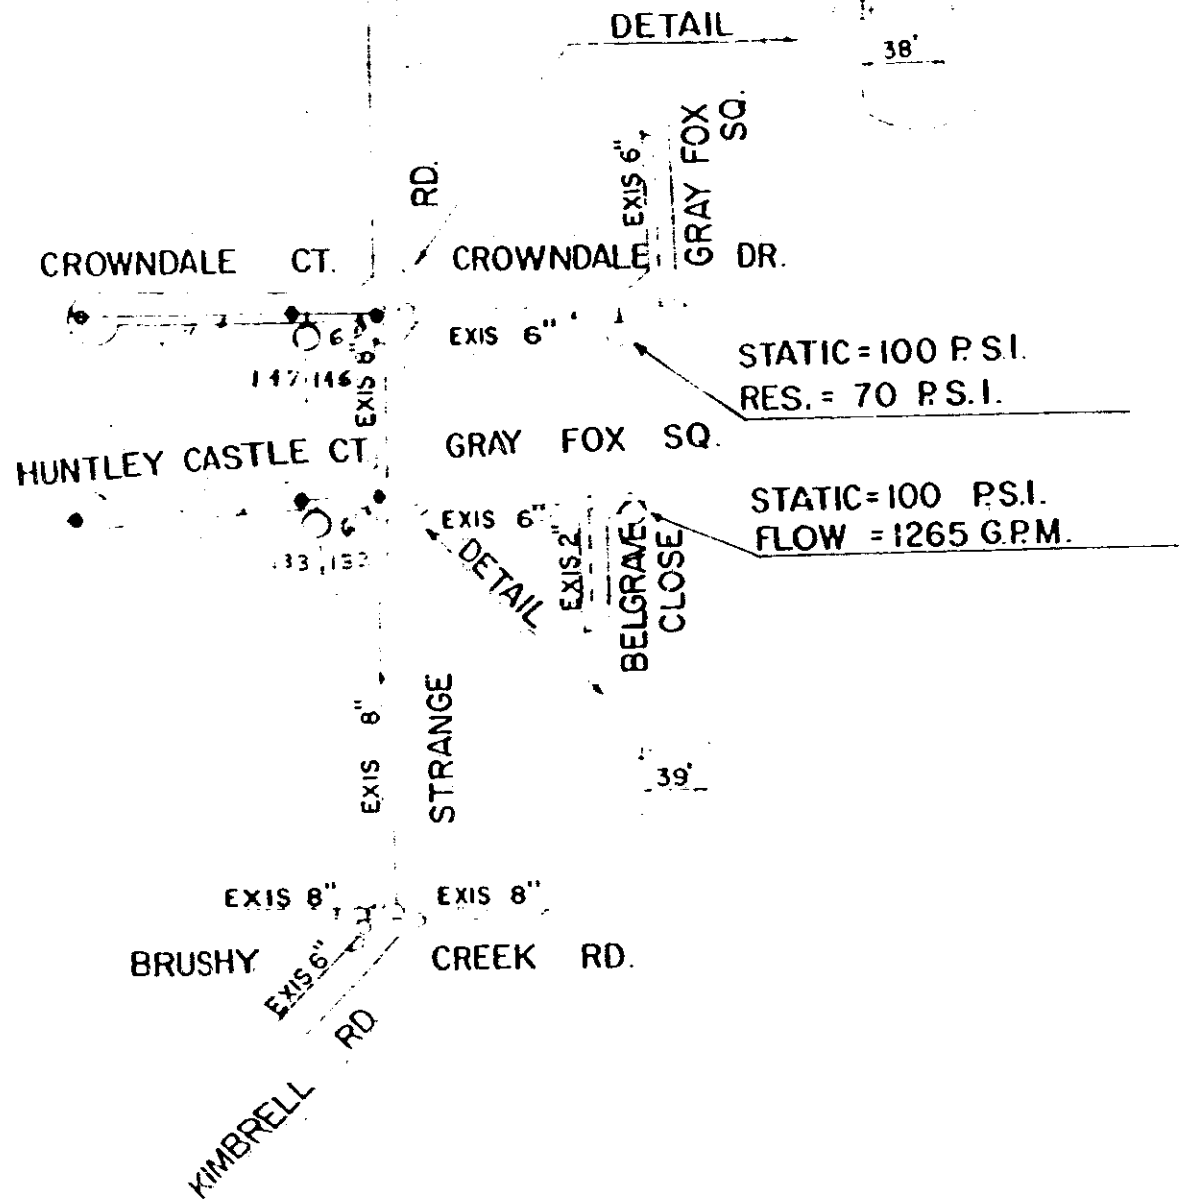 DETAIL
38'
GRAY FOX
SQ.
EXIS 6"
RD.
CROWNDALE CT.
CROWNDALE DR.
EXIS 6"
6"
147,146
EXIS 8"
STATIC = 100 P.S.I.
RES. = 70 P.S.I.
HUNTLEY CASTLE CT.
GRAY FOX SQ.
EXIS 6"
6"
STATIC = 100 P.S.I.
FLOW = 1265 G.P.M.
DETAIL
EXIS 2"
BELGRAVE
CLOSE
EXIS 8"
STRANGE
39'
EXIS 8"
EXIS 8"
BRUSHY CREEK RD.
EXIS 6"
KIMBRELL RD